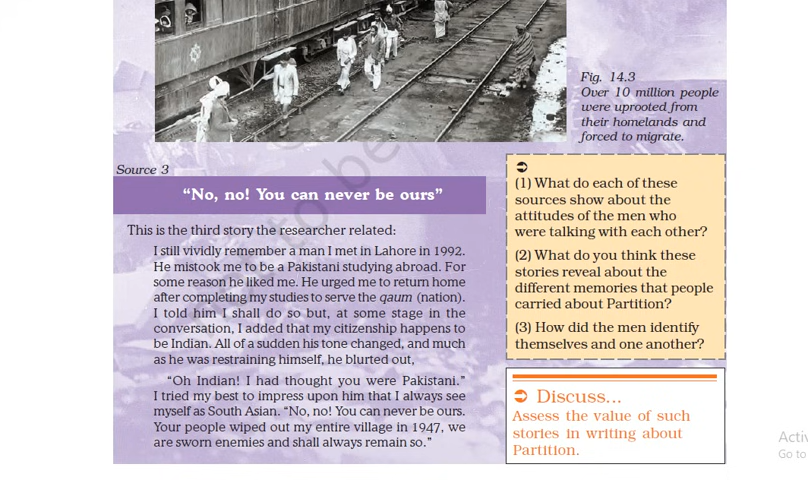 Fig. 14.3
Over 10 million people
were uprooted from
their homelands and
forced to migrate.
Source 3
“No, no! You can never be ours”
This is the third story the researcher related:
I still vividly remember a man I met in Lahore in 1992.
He mistook me to be a Pakistani studying abroad. For
some reason he liked me. He urged me to return home
after completing my studies to serve the qaum (nation).
I told him I shall do so but, at some stage in the
conversation, I added that my citizenship happens to
be Indian. All of a sudden his tone changed, and much
as he was restraining himself, he blurted out,
“Oh Indian! I had thought you were Pakistani.”
I tried my best to impress upon him that I always see
myself as South Asian. “No, no! You can never be ours.
Your people wiped out my entire village in 1947, we
are sworn enemies and shall always remain so.”
(1) What do each of these
sources show about the
attitudes of the men who
were talking with each other?
(2) What do you think these
stories reveal about the
different memories that people
carried about Partition?
(3) How did the men identify
themselves and one another?
Discuss...
Assess the value of such
stories in writing about
Partition.
Go to